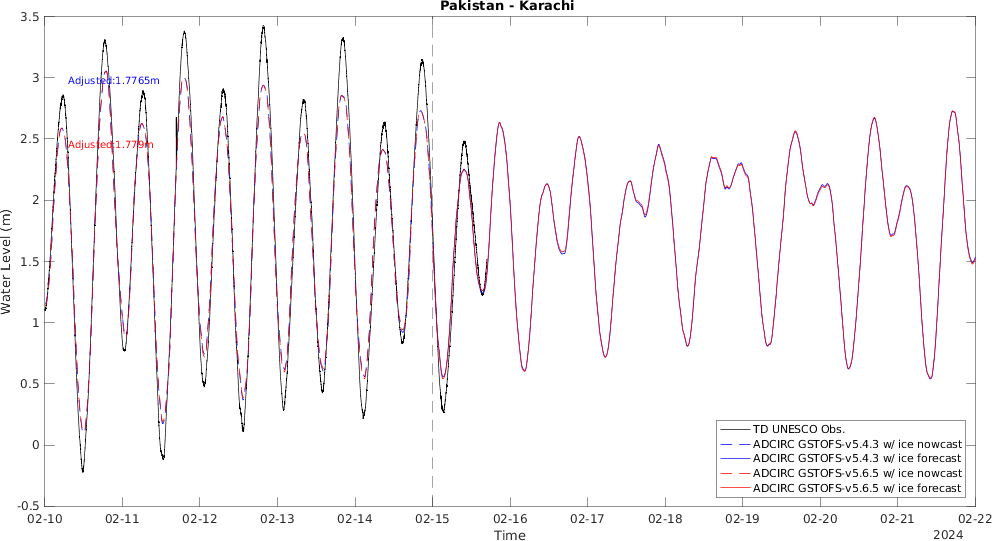 Pakistan - Karachi
3.5
3
2.5
2
1.5
1
0.5
0
-0.5
Water Level (m)
Adjusted:1.7765m
Adjusted:1.779m
TD UNESCO Obs.
ADCIRC GSTOFS-v5.4.3 w/ ice nowcast
ADCIRC GSTOFS-v5.4.3 w/ ice forecast
ADCIRC GSTOFS-v5.6.5 w/ ice nowcast
ADCIRC GSTOFS-v5.6.5 w/ ice forecast
02-10 02-11 02-12 02-13 02-14 02-15 02-16 02-17 02-18 02-19 02-20 02-21 02-22
Time
2024